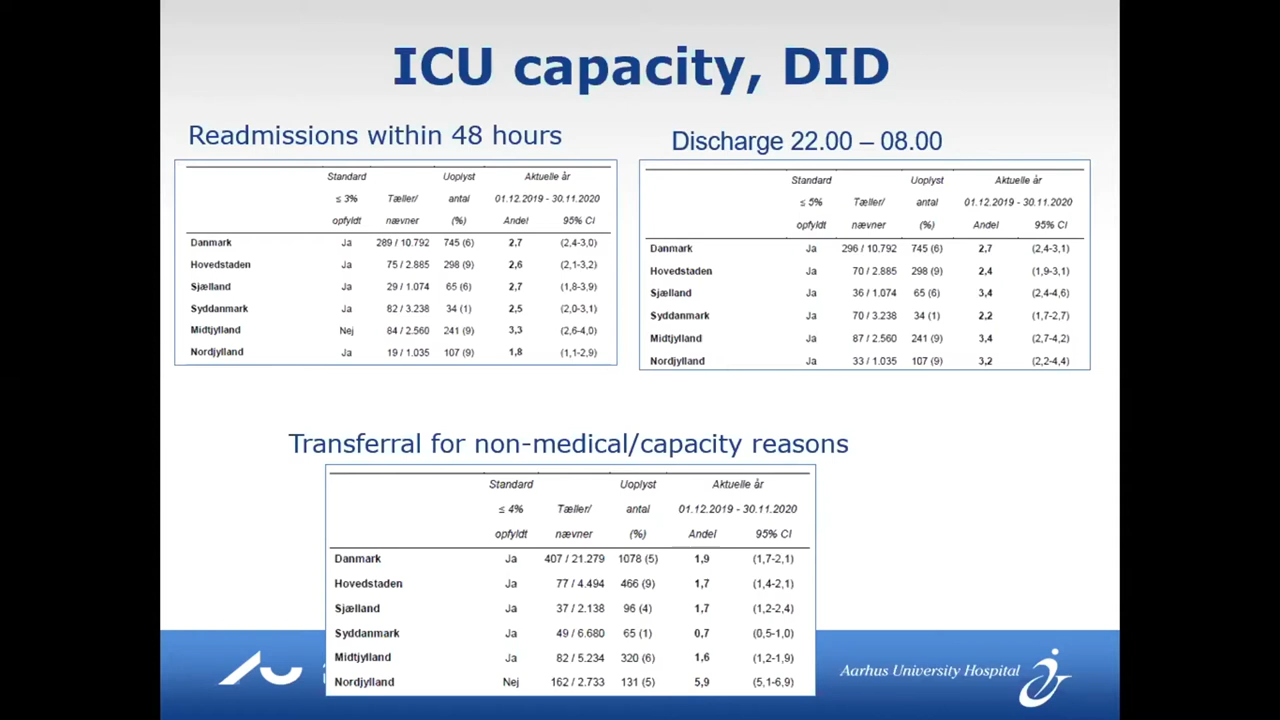 ICU capacity, DID
Readmissions within 48 hours
Standard Uoplyst Aktuelle år
≤ 3% Tæller/ antal 01.12.2019 - 30.11.2020
opfyldt nævner (%) Andel 95% CI
Danmark Ja 289 / 10.792 745 (6) 2,7 (2,4-3,0)
Hovedstaden Ja 75 / 2.885 298 (9) 2,6 (2,1-3,2)
Sjælland Ja 29 / 1.074 65 (6) 2,7 (1,8-3,9)
Syddanmark Ja 82 / 3.238 34 (1) 2,5 (2,0-3,1)
Midtjylland Nej 84 / 2.560 241 (9) 3,3 (2,6-4,0)
Nordjylland Ja 19 / 1.035 107 (9) 1,8 (1,1-2,9)
Discharge 22.00 – 08.00
Standard Uoplyst Aktuelle år
≤ 5% Tæller/ antal 01.12.2019 - 30.11.2020
opfyldt nævner (%) Andel 95% CI
Danmark Ja 296 / 10.792 745 (6) 2,7 (2,4-3,1)
Hovedstaden Ja 70 / 2.885 298 (9) 2,4 (1,9-3,1)
Sjælland Ja 36 / 1.074 65 (6) 3,4 (2,4-4,6)
Syddanmark Ja 70 / 3.238 34 (1) 2,2 (1,7-2,7)
Midtjylland Ja 87 / 2.560 241 (9) 3,4 (2,7-4,2)
Nordjylland Ja 33 / 1.035 107 (9) 3,2 (2,2-4,4)
Transferral for non-medical/capacity reasons
Standard Uoplyst Aktuelle år
≤ 4% Tæller/ antal 01.12.2019 - 30.11.2020
opfyldt nævner (%) Andel 95% CI
Danmark Ja 407 / 21.279 1078 (5) 1,9 (1,7-2,1)
Hovedstaden Ja 77 / 4.494 466 (9) 1,7 (1,4-2,1)
Sjælland Ja 37 / 2.138 96 (4) 1,7 (1,2-2,4)
Syddanmark Ja 49 / 6.680 65 (1) 0,7 (0,5-1,0)
Midtjylland Ja 82 / 5.234 320 (6) 1,6 (1,2-1,9)
Nordjylland Nej 162 / 2.733 131 (5) 5,9 (5,1-6,9)
Aarhus University Hospital